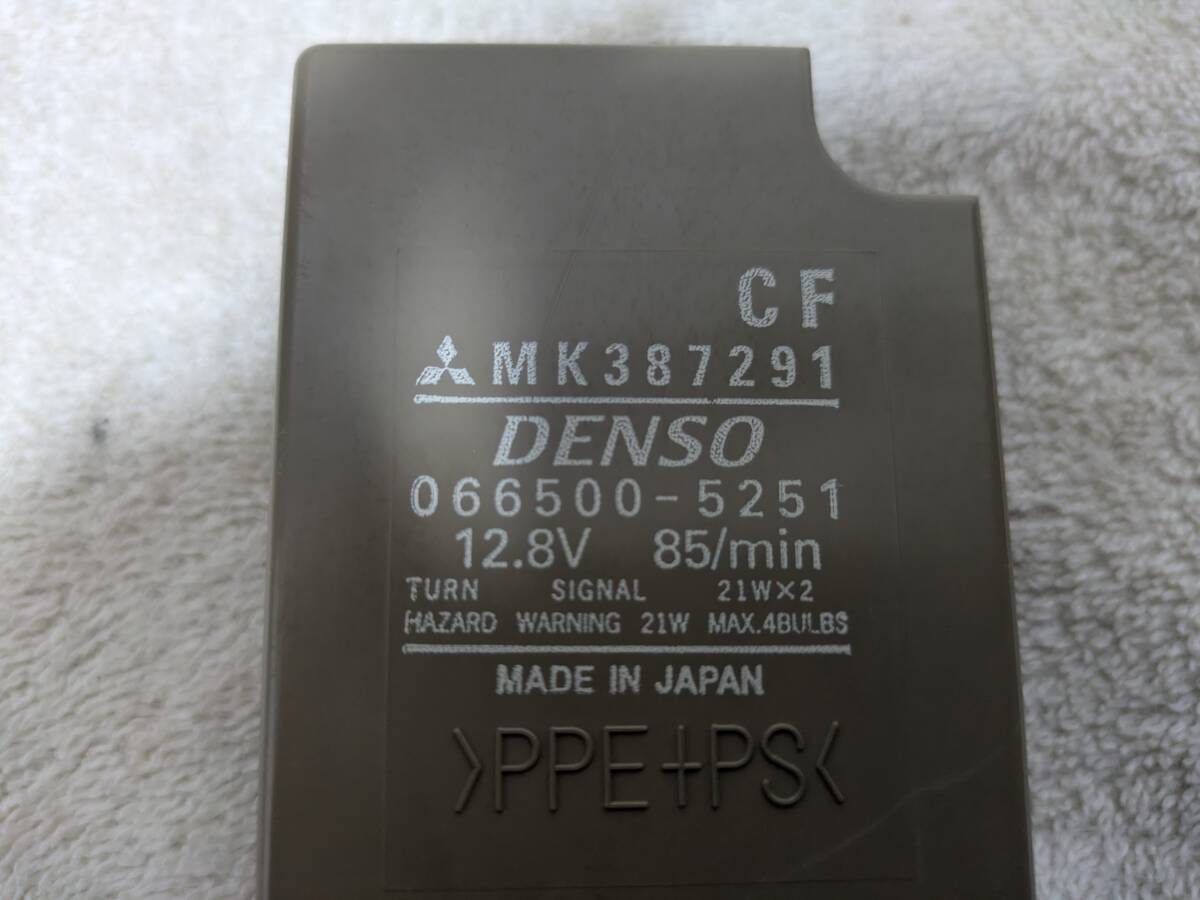 CF
MK387291
DENSO
066500-5251
12.8V 85/min
TURN SIGNAL 21W×2
HAZARD WARNING 21W MAX.4BULBS
MADE IN JAPAN
>PPE+PS<